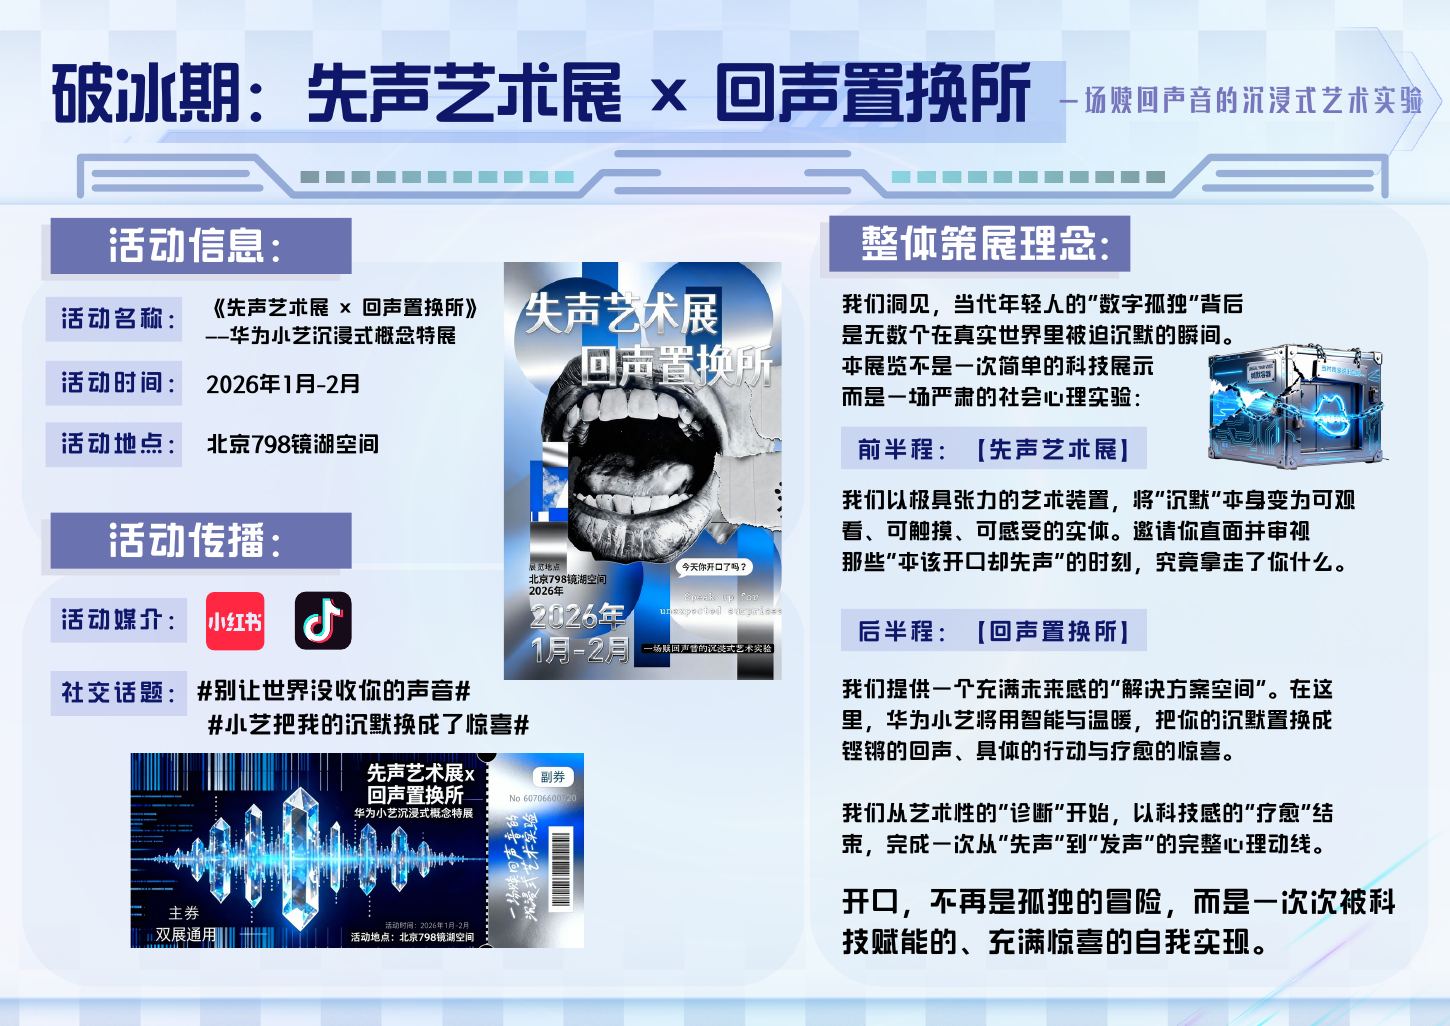 破冰期：失声艺术展 x 回声置换所
一场赎回声音的沉浸式艺术实验
活动信息：
活动名称：
《失声艺术展 x 回声置换所》
——华为小艺沉浸式概念特展
活动时间：
2026年1月-2月
活动地点：
北京798镜湖空间
失声艺术展
回声置换所
展览地点
北京798镜湖空间
2026年
2026年
1月-2月
今天你开口了吗？
Speak up for
unexpected surprises
一场赎回声音的沉浸式艺术实验
活动传播：
活动媒介：
小红书
社交话题：
#别让世界没收你的声音#
#小艺把我的沉默换成了惊喜#
先声艺术展x
回声置换所
华为小艺沉浸式概念特展
主券
双展通用
活动时间：2026年1月-2月
活动地点：北京798镜湖空间
副券
一场赎回声音的
沉浸式艺术实验
整体策展理念：
我们洞见，当代年轻人的"数字孤独"背后
是无数个在真实世界里被迫沉默的瞬间。
本展览不是一次简单的科技展示
而是一场严肃的社会心理实验：
前半程：【先声艺术展】
我们以极具张力的艺术装置，将"沉默"本身变为可观
看、可触摸、可感受的实体。邀请你直面并审视
那些"本该开口却失声"的时刻，究竟拿走了你什么。
后半程：【回声置换所】
我们提供一个充满未来感的"解决方案空间"。在这
里，华为小艺将用智能与温暖，把你的沉默置换成
铿锵的回声、具体的行动与疗愈的惊喜。
我们从艺术性的"诊断"开始，以科技感的"疗愈"结
束，完成一次从"失声"到"发声"的完整心理动线。
开口，不再是孤独的冒险，而是一次次被科
技赋能的、充满惊喜的自我实现。